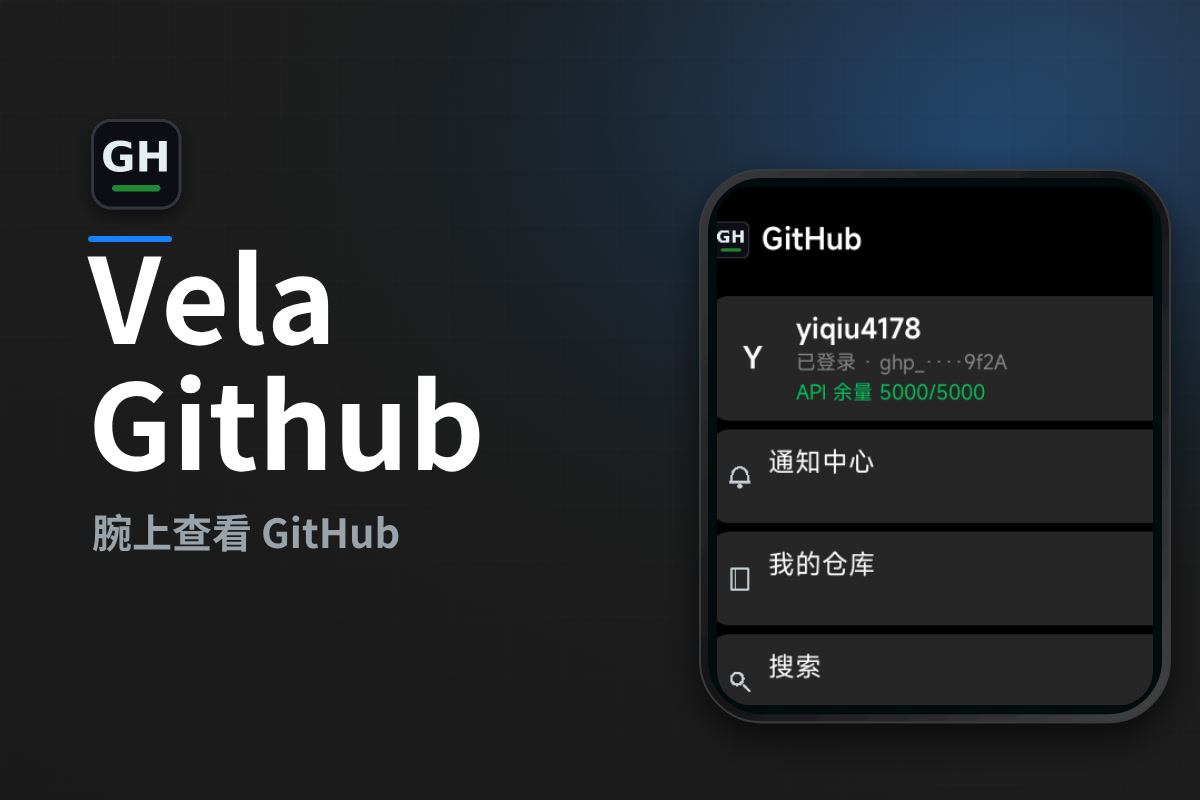 GH
Vela
Github
腕上查看 GitHub
GH GitHub
Y
yiqiu4178
已登录 · ghp_····9f2A
API 余量 5000/5000
通知中心
我的仓库
搜索